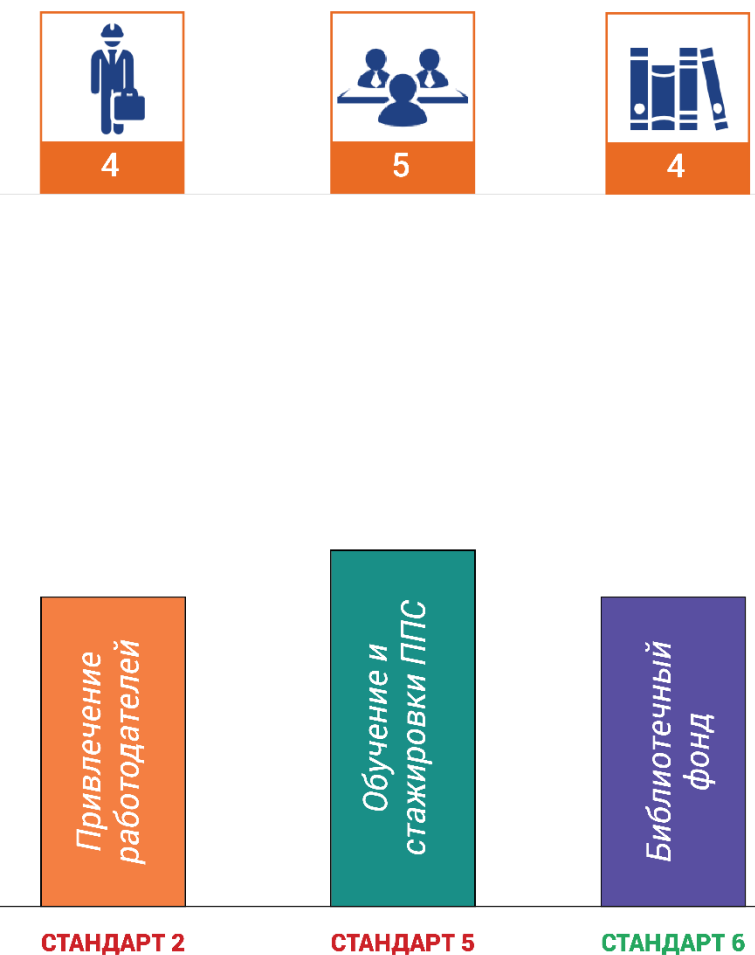 4
5
4
Привлечение
работодателей
Обучение и
стажировки ППС
Библиотечный
фонд
СТАНДАРТ 2
СТАНДАРТ 5
СТАНДАРТ 6